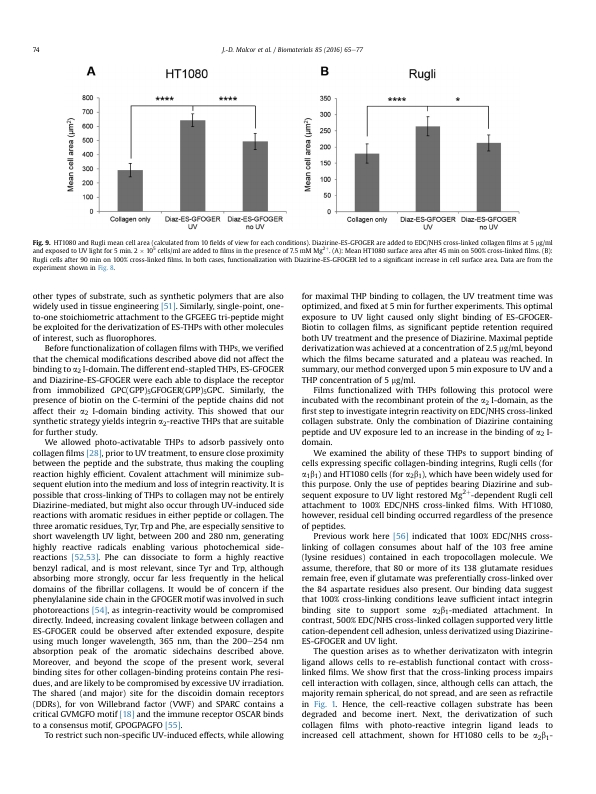 74
J.-D. Malcor et al. / Biomaterials 85 (2016) 65–77
A
HT1080
Mean cell area (μm²)
800
700
600
500
400
300
200
100
0
****
****
Collagen only
Diaz-ES-GFOGER
UV
Diaz-ES-GFOGER
no UV
B
Rugli
Mean cell area (μm²)
350
300
250
200
150
100
50
0
****
*
Collagen only
Diaz-ES-GFOGER
UV
Diaz-ES-GFOGER
no UV
Fig. 9. HT1080 and Rugli mean cell area (calculated from 10 fields of view for each conditions). Diazirine-ES-GFOGER are added to EDC/NHS cross-linked collagen films at 5 μg/ml
and exposed to UV light for 5 min. 2 × 10⁵ cells/ml are added to films in the presence of 7.5 mM Mg²⁺. (A): Mean HT1080 surface area after 45 min on 500% cross-linked films. (B):
Rugli cells after 90 min on 100% cross-linked films. In both cases, functionalization with Diazirine-ES-GFOGER led to a significant increase in cell surface area. Data are from the
experiment shown in Fig. 8.
other types of substrate, such as synthetic polymers that are also
widely used in tissue engineering [51]. Similarly, single-point, one-
to-one stoichiometric attachment to the GFGEEG tri-peptide might
be exploited for the derivatization of ES-THPs with other molecules
of interest, such as fluorophores.
Before functionalization of collagen films with THPs, we verified
that the chemical modifications described above did not affect the
binding to α₂ I-domain. The different end-stapled THPs, ES-GFOGER
and Diazirine-ES-GFOGER were each able to displace the receptor
from immobilized GPC(GPP)₅GFOGER(GPP)₅GPC. Similarly, the
presence of biotin on the C-termini of the peptide chains did not
affect their α₂ I-domain binding activity. This showed that our
synthetic strategy yields integrin α₂-reactive THPs that are suitable
for further study.
We allowed photo-activatable THPs to adsorb passively onto
collagen films [28], prior to UV treatment, to ensure close proximity
between the peptide and the substrate, thus making the coupling
reaction highly efficient. Covalent attachment will minimize sub-
sequent elution into the medium and loss of integrin reactivity. It is
possible that cross-linking of THPs to collagen may not be entirely
Diazirine-mediated, but might also occur through UV-induced side
reactions with aromatic residues in either peptide or collagen. The
three aromatic residues, Tyr, Trp and Phe, are especially sensitive to
short wavelength UV light, between 200 and 280 nm, generating
highly reactive radicals enabling various photochemical side-
reactions [52,53]. Phe can dissociate to form a highly reactive
benzyl radical, and is most relevant, since Tyr and Trp, although
absorbing more strongly, occur far less frequently in the helical
domains of the fibrillar collagens. It would be of concern if the
phenylalanine side chain in the GFOGER motif was involved in such
photoreactions [54], as integrin-reactivity would be compromised
directly. Indeed, increasing covalent linkage between collagen and
ES-GFOGER could be observed after extended exposure, despite
using much longer wavelength, 365 nm, than the 200–254 nm
absorption peak of the aromatic sidechains described above.
Moreover, and beyond the scope of the present work, several
binding sites for other collagen-binding proteins contain Phe resi-
dues, and are likely to be compromised by excessive UV irradiation.
The shared (and major) site for the discoidin domain receptors
(DDRs), for von Willebrand factor (VWF) and SPARC contains a
critical GVMGFO motif [18] and the immune receptor OSCAR binds
to a consensus motif, GPOGPAGFO [55].
To restrict such non-specific UV-induced effects, while allowing
for maximal THP binding to collagen, the UV treatment time was
optimized, and fixed at 5 min for further experiments. This optimal
exposure to UV light caused only slight binding of ES-GFOGER-
Biotin to collagen films, as significant peptide retention required
both UV treatment and the presence of Diazirine. Maximal peptide
derivatization was achieved at a concentration of 2.5 μg/ml, beyond
which the films became saturated and a plateau was reached. In
summary, our method converged upon 5 min exposure to UV and a
THP concentration of 5 μg/ml.
Films functionalized with THPs following this protocol were
incubated with the recombinant protein of the α₂ I-domain, as the
first step to investigate integrin reactivity on EDC/NHS cross-linked
collagen substrate. Only the combination of Diazirine containing
peptide and UV exposure led to an increase in the binding of α₂ I-
domain.
We examined the ability of these THPs to support binding of
cells expressing specific collagen-binding integrins, Rugli cells (for
α₁β₁) and HT1080 cells (for α₂β₁), which have been widely used for
this purpose. Only the use of peptides bearing Diazirine and sub-
sequent exposure to UV light restored Mg²⁺-dependent Rugli cell
attachment to 100% EDC/NHS cross-linked films. With HT1080,
however, residual cell binding occurred regardless of the presence
of peptides.
Previous work here [56] indicated that 100% EDC/NHS cross-
linking of collagen consumes about half of the 103 free amine
(lysine residues) contained in each tropocollagen molecule. We
assume, therefore, that 80 or more of its 138 glutamate residues
remain free, even if glutamate was preferentially cross-linked over
the 84 aspartate residues also present. Our binding data suggest
that 100% cross-linking conditions leave sufficient intact integrin
binding site to support some α₂β₁-mediated attachment. In
contrast, 500% EDC/NHS cross-linked collagen supported very little
cation-dependent cell adhesion, unless derivatized using Diazirine-
ES-GFOGER and UV light.
The question arises as to whether derivatizaton with integrin
ligand allows cells to re-establish functional contact with cross-
linked films. We show first that the cross-linking process impairs
cell interaction with collagen, since, although cells can attach, the
majority remain spherical, do not spread, and are seen as refractile
in Fig. 1. Hence, the cell-reactive collagen substrate has been
degraded and become inert. Next, the derivatization of such
collagen films with photo-reactive integrin ligand leads to
increased cell attachment, shown for HT1080 cells to be α₂β₁-